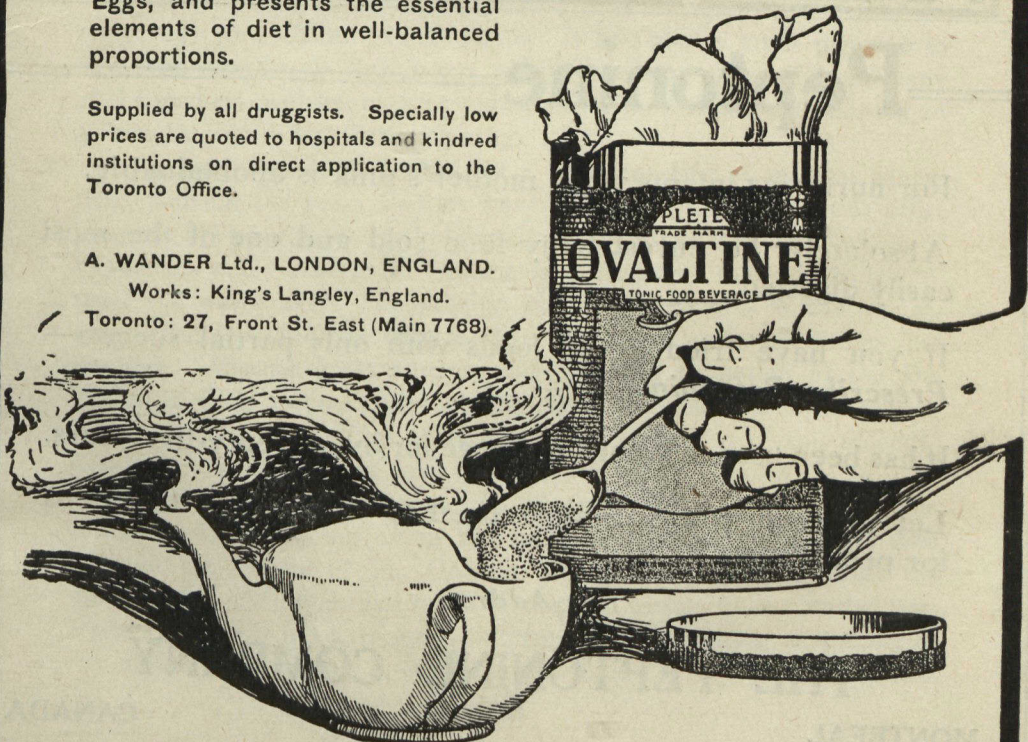 Eggs, and presents the essential
elements of diet in well-balanced
proportions.
Supplied by all druggists. Specially low
prices are quoted to hospitals and kindred
institutions on direct application to the
Toronto Office.
A. WANDER Ltd., LONDON, ENGLAND.
Works: King's Langley, England.
Toronto: 27, Front St. East (Main 7768).
PLETE
TRADE MARK
OVALTINE
TONIC FOOD BEVERAGE